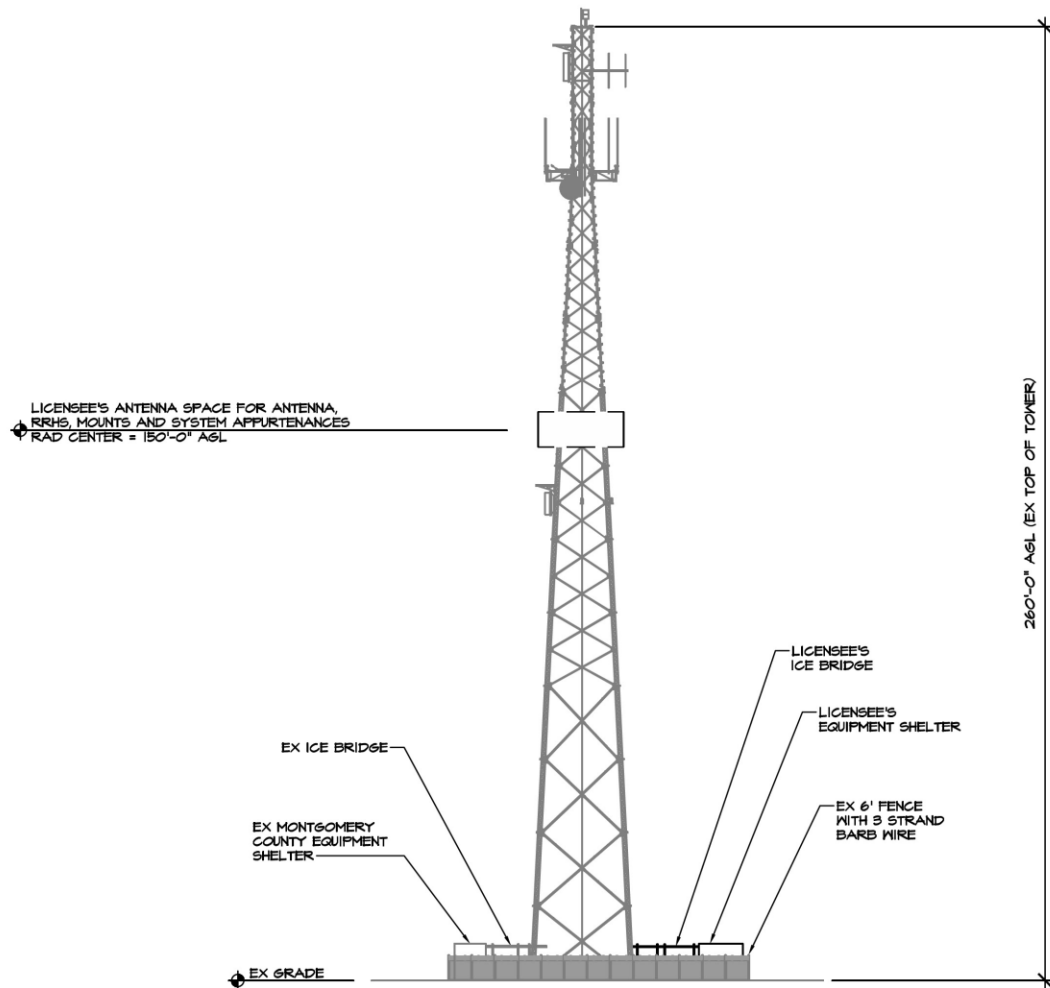 LICENSEE'S ANTENNA SPACE FOR ANTENNA,
RRHS, MOUNTS AND SYSTEM APPURTENANCES
RAD CENTER = 150'-0" AGL
260'-0" AGL (EX TOP OF TOWER)
LICENSEE'S
ICE BRIDGE
LICENSEE'S
EQUIPMENT SHELTER
EX ICE BRIDGE
EX 6' FENCE
WITH 3 STRAND
BARB WIRE
EX MONTGOMERY
COUNTY EQUIPMENT
SHELTER
EX GRADE